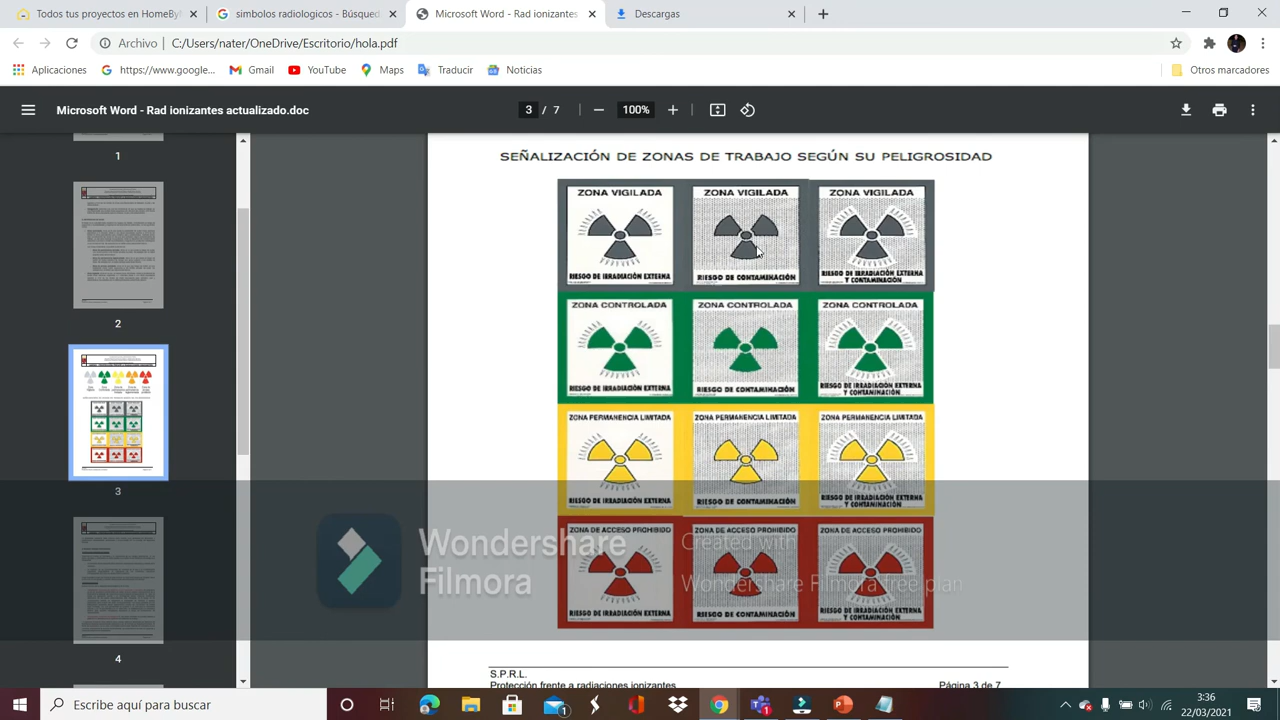 Todos tus proyectos en HomeByM
simbolos radiologicos - Búsqued
Microsoft Word - Rad ionizantes
Descargas
Archivo
C:/Users/nater/OneDrive/Escritorio/hola.pdf
Aplicaciones
https://www.google...
Gmail
YouTube
Maps
Traducir
Noticias
Otros marcadores
Microsoft Word - Rad ionizantes actualizado.doc
3 / 7
100%
1
2
3
4
SEÑALIZACIÓN DE ZONAS DE TRABAJO SEGÚN SU PELIGROSIDAD
ZONA VIGILADA
RIESGO DE IRRADIACIÓN EXTERNA
ZONA VIGILADA
RIESGO DE CONTAMINACIÓN
ZONA VIGILADA
RIESGO DE IRRADIACIÓN EXTERNA
Y CONTAMINACIÓN
ZONA CONTROLADA
RIESGO DE IRRADIACIÓN EXTERNA
ZONA CONTROLADA
RIESGO DE CONTAMINACIÓN
ZONA CONTROLADA
RIESGO DE IRRADIACIÓN EXTERNA
Y CONTAMINACIÓN
ZONA PERMANENCIA LIMITADA
RIESGO DE IRRADIACIÓN EXTERNA
ZONA PERMANENCIA LIMITADA
RIESGO DE CONTAMINACIÓN
ZONA PERMANENCIA LIMITADA
RIESGO DE IRRADIACIÓN EXTERNA
Y CONTAMINACIÓN
ZONA DE ACCESO PROHIBIDO
RIESGO DE IRRADIACIÓN EXTERNA
ZONA DE ACCESO PROHIBIDO
RIESGO DE CONTAMINACIÓN
ZONA DE ACCESO PROHIBIDO
RIESGO DE IRRADIACIÓN EXTERNA
Y CONTAMINACIÓN
Wondershare
Filmora
Created with
Wondershare Filmora free plan
S.P.R.L.
Protección frente a radiaciones ionizantes
Página 3 de 7
Escribe aquí para buscar
1
1
3:36
22/03/2021